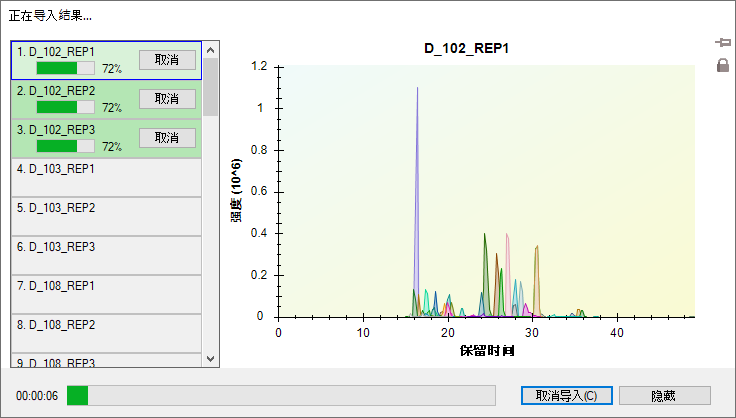 正在导入结果...
1. D_102_REP1
72%
取消
2. D_102_REP2
72%
取消
3. D_102_REP3
72%
取消
4. D_103_REP1
5. D_103_REP2
6. D_103_REP3
7. D_108_REP1
8. D_108_REP2
9. D_108_REP3
D_102_REP1
强度 (10^6)
1.2
1
0.8
0.6
0.4
0.2
0
0 10 20 30 40
保留时间
00:00:06
取消导入(C)
隐藏